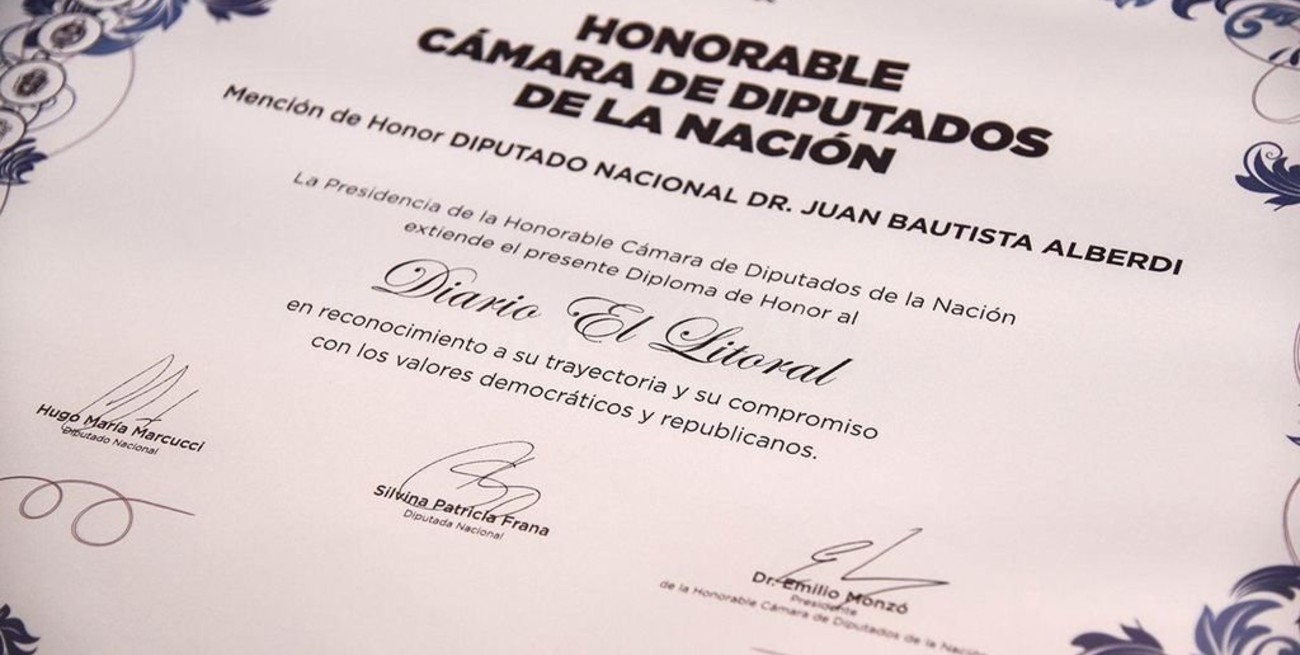 HONORABLE
CÁMARA DE DIPUTADOS
DE LA NACIÓN
Mención de Honor DIPUTADO NACIONAL DR. JUAN BAUTISTA ALBERDI
La Presidencia de la Honorable Cámara de Diputados de la Nación
extiende el presente Diploma de Honor al
Diario El Litoral
en reconocimiento a su trayectoria y su compromiso
con los valores democráticos y republicanos.
Hugo María Marcucci
Diputado Nacional
Silvina Patricia Frana
Diputada Nacional
Dr. Emilio Monzó
Presidente
de la Honorable Cámara de Diputados de la Nación